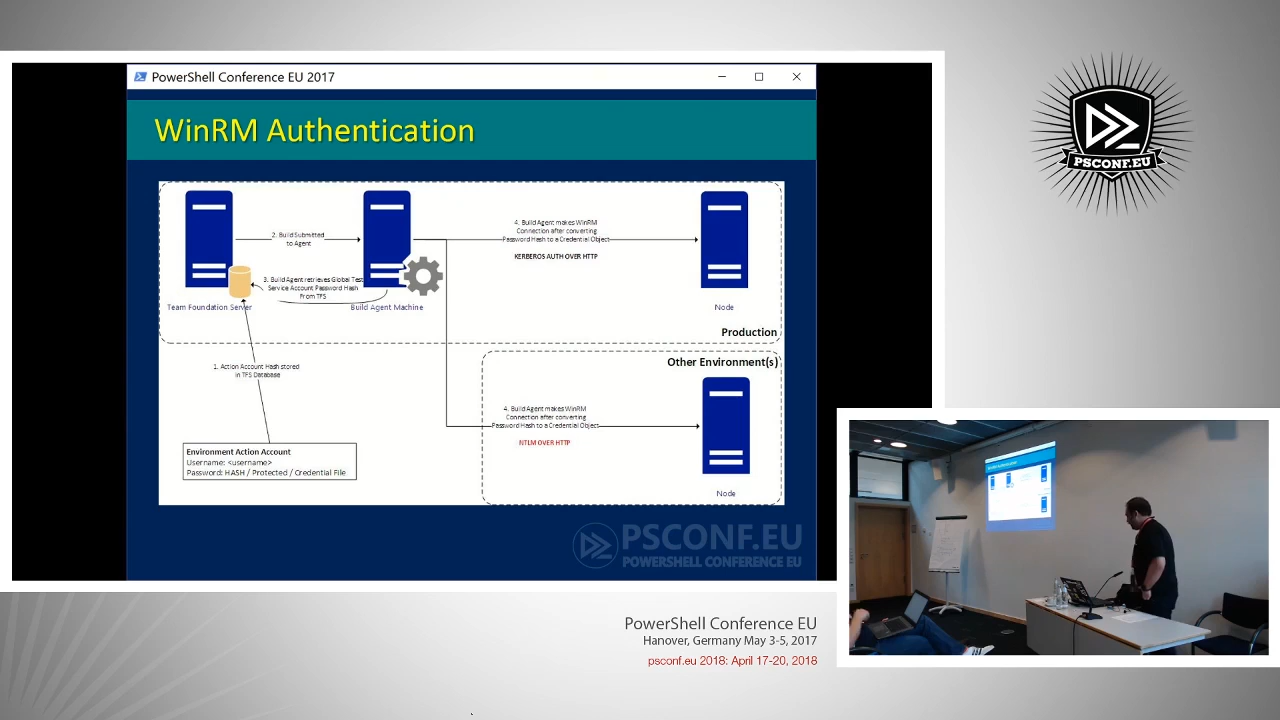 PowerShell Conference EU 2017
WinRM Authentication
2. Build Submitted
to Agent
4. Build Agent makes WinRM
Connection after converting
Password Hash to a Credential Object
KERBEROS AUTH OVER HTTP
3. Build Agent retrieves Global Test
Service Account Password Hash
From TFS
Team Foundation Server
Build Agent Machine
Node
Production
1. Action Account Hash stored
in TFS Database
Other Environment(s)
4. Build Agent makes WinRM
Connection after converting
Password Hash to a Credential Object
NTLM OVER HTTP
Environment Action Account
Username: <username>
Password: HASH / Protected / Credential File
Node
PSCONF.EU
POWERSHELL CONFERENCE EU
PSCONF.EU
PowerShell Conference EU
Hanover, Germany May 3-5, 2017
psconf.eu 2018: April 17-20, 2018
WinRM Authentication